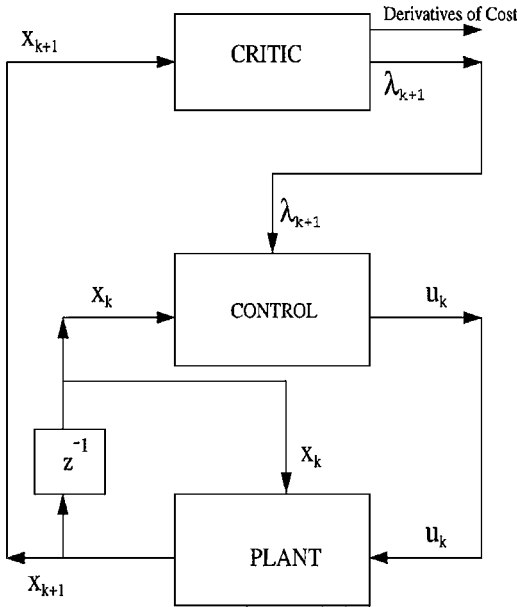 Derivatives of Cost
x_{k+1}
CRITIC
λ_{k+1}
λ_{k+1}
x_k
CONTROL
u_k
z^{-1}
x_k
PLANT
u_k
x_{k+1}